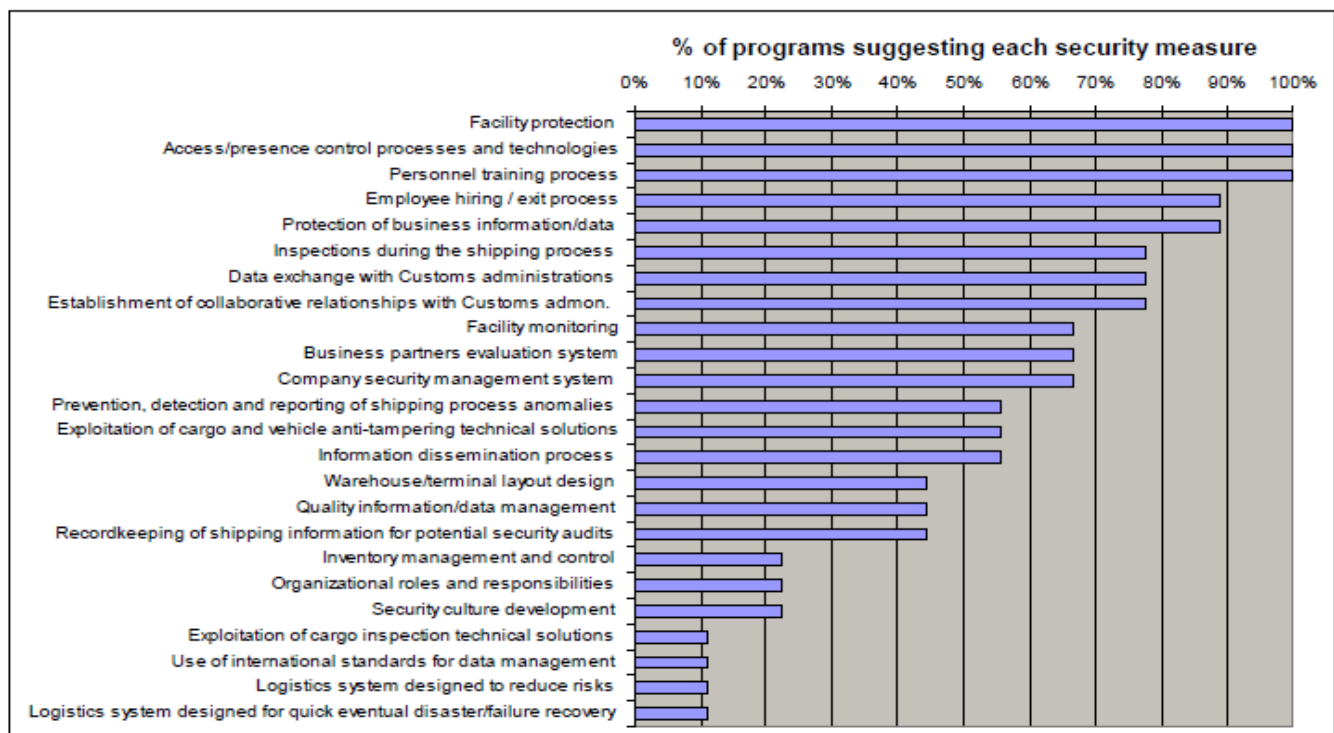 % of programs suggesting each security measure
0% 10% 20% 30% 40% 50% 60% 70% 80% 90% 100%
Facility protection
Access/presence control processes and technologies
Personnel training process
Employee hiring / exit process
Protection of business information/data
Inspections during the shipping process
Data exchange with Customs administrations
Establishment of collaborative relationships with Customs admon.
Facility monitoring
Business partners evaluation system
Company security management system
Prevention, detection and reporting of shipping process anomalies
Exploitation of cargo and vehicle anti-tampering technical solutions
Information dissemination process
Warehouse/terminal layout design
Quality information/data management
Recordkeeping of shipping information for potential security audits
Inventory management and control
Organizational roles and responsibilities
Security culture development
Exploitation of cargo inspection technical solutions
Use of international standards for data management
Logistics system designed to reduce risks
Logistics system designed for quick eventual disaster/failure recovery